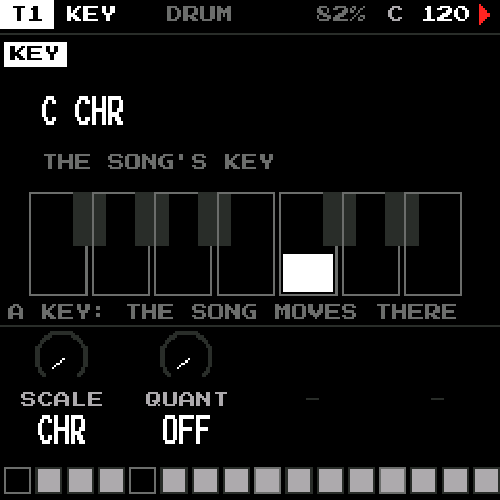 T1 KEY DRUM 82% C 120
KEY
C CHR
THE SONG'S KEY
A KEY: THE SONG MOVES THERE
SCALE QUANT – –
CHR OFF